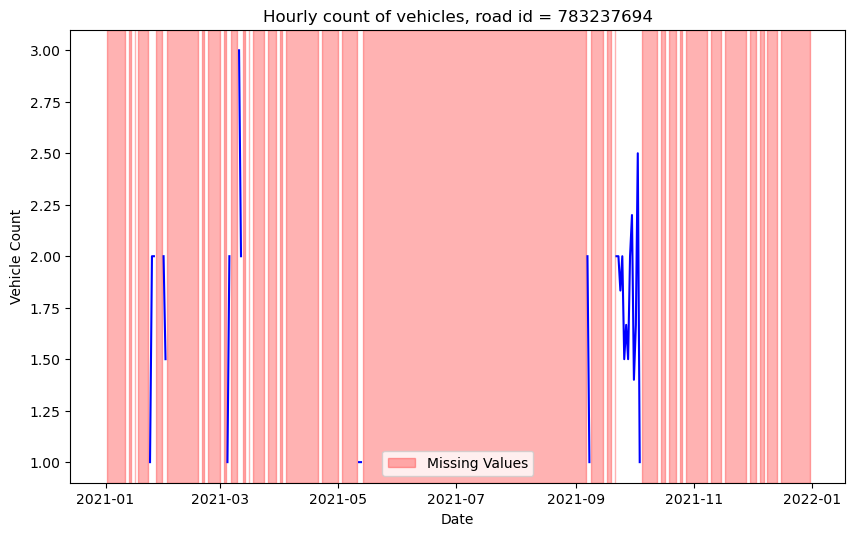 Hourly count of vehicles, road id = 783237694
Vehicle Count
3.00
2.75
2.50
2.25
2.00
1.75
1.50
1.25
1.00
Missing Values
2021-01 2021-03 2021-05 2021-07 2021-09 2021-11 2022-01
Date